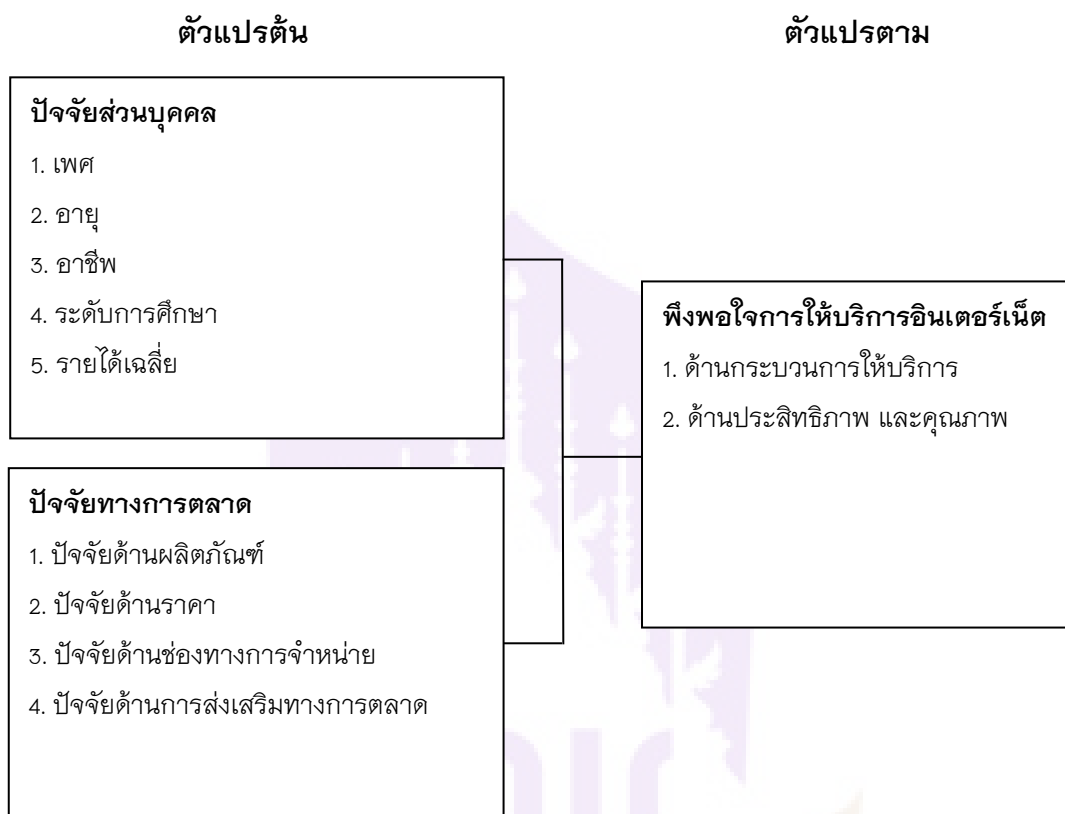 ตัวแปรต้น
ตัวแปรตาม
ปัจจัยส่วนบุคคล
1. เพศ
2. อายุ
3. อาชีพ
4. ระดับการศึกษา
5. รายได้เฉลี่ย
ปัจจัยทางการตลาด
1. ปัจจัยด้านผลิตภัณฑ์
2. ปัจจัยด้านราคา
3. ปัจจัยด้านช่องทางการจำหน่าย
4. ปัจจัยด้านการส่งเสริมทางการตลาด
พึงพอใจการให้บริการอินเตอร์เน็ต
1. ด้านกระบวนการให้บริการ
2. ด้านประสิทธิภาพ และคุณภาพ